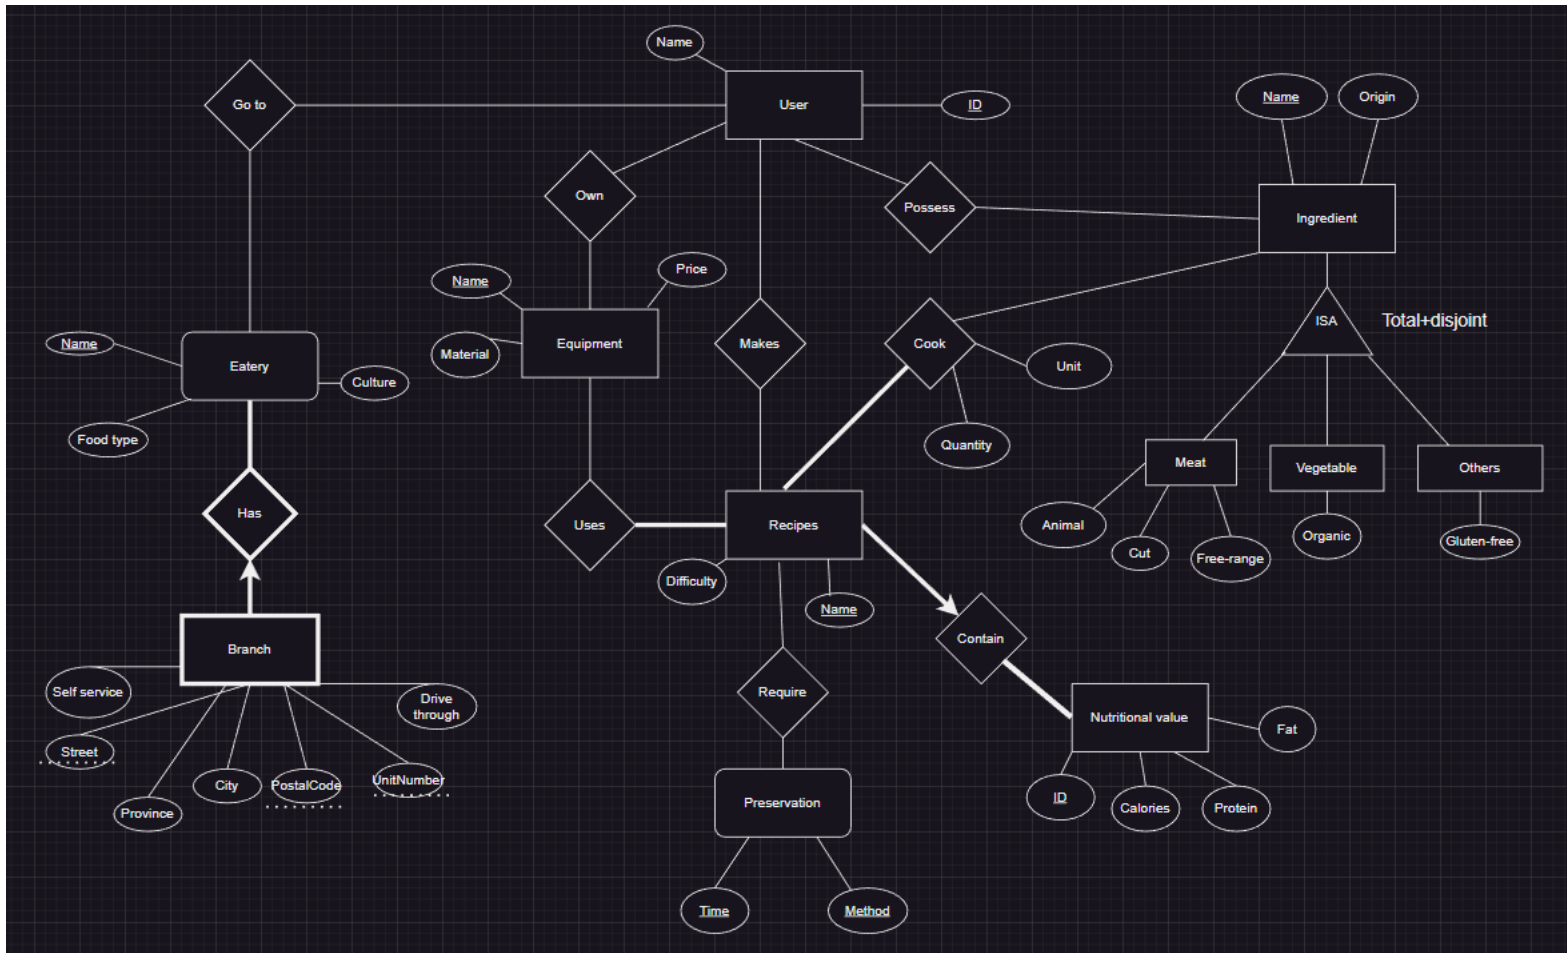 Name
Go to
User
ID
Name
Origin
Own
Possess
Ingredient
Name
Price
Equipment
Material
Makes
Cook
Unit
Quantity
ISA
Total+disjoint
Name
Eatery
Culture
Food type
Meat
Vegetable
Others
Animal
Cut
Free-range
Organic
Gluten-free
Has
Uses
Recipes
Difficulty
Name
Contain
Branch
Self service
Drive
through
Street
Province
City
PostalCode
UnitNumber
Require
Nutritional value
Fat
ID
Calories
Protein
Preservation
Time
Method